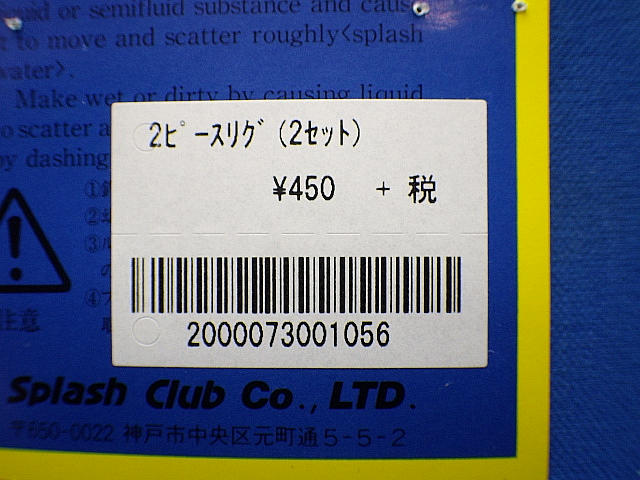 quid or semifluid substance and caus
r to move and scatter roughly<splash
water>.
Make wet or dirty by causing liquid
o scatter a
by dashing
2ピースリグ(2セット)
¥450 + 税
①
②
③
の
④
注意
2000073001056
Splash Club Co., LTD.
〒650-0022 神戸市中央区元町通5-5-2